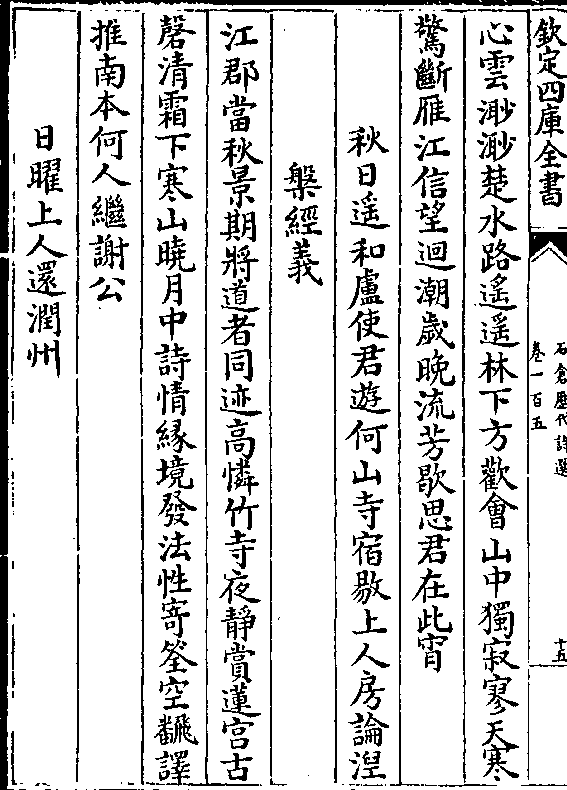 欽定四庫全書
石倉歷代詩選
卷一百五
十五
心雲渺渺楚水路遥遥林下方歡會山中獨寂寥天寒
驚斷雁江信望迴潮歲晚流芳歇思君在此宵
秋日遥和盧使君遊何山寺宿敭上人房論湼
槃經義
江郡當秋景期將道者同迹高憐竹寺夜靜賞蓮宫古
磬清霜下寒山曉月中詩情緣境發法性寄筌空飜譯
推南本何人繼謝公
日曜上人還潤州